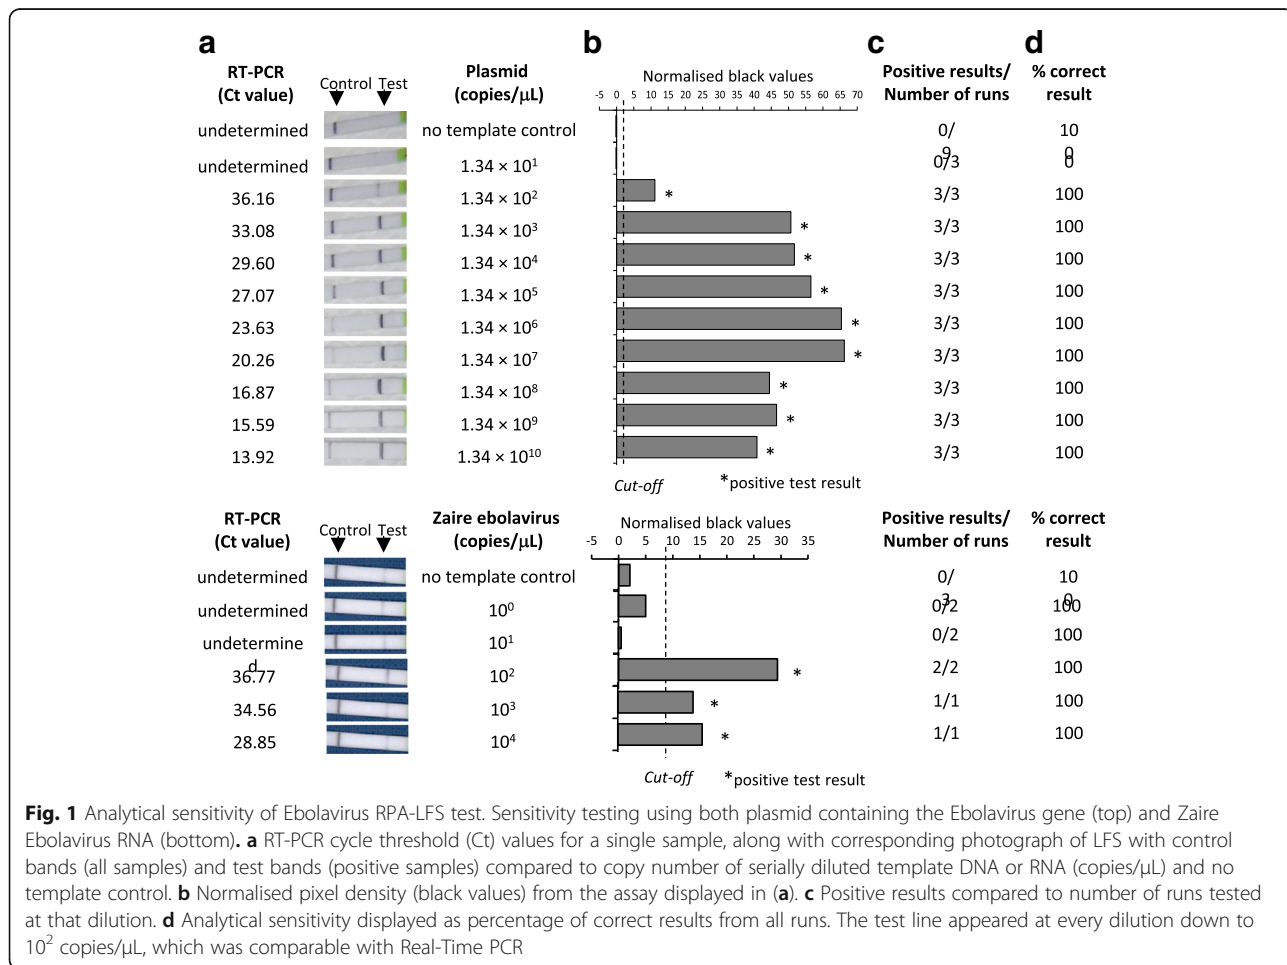 a b c d
RT-PCR Plasmid Normalised black values Positive results/ % correct
(Ct value) Control Test (copies/μL) Number of runs result
-5 0 5 10 15 20 25 30 35 40 45 50 55 60 65 70
undetermined no template control 0/9 100
undetermined 1.34 × 10¹ 0/3 0
36.16 1.34 × 10² * 3/3 100
33.08 1.34 × 10³ * 3/3 100
29.60 1.34 × 10⁴ * 3/3 100
27.07 1.34 × 10⁵ * 3/3 100
23.63 1.34 × 10⁶ * 3/3 100
20.26 1.34 × 10⁷ * 3/3 100
16.87 1.34 × 10⁸ * 3/3 100
15.59 1.34 × 10⁹ * 3/3 100
13.92 1.34 × 10¹⁰ * 3/3 100
Cut-off *positive test result
RT-PCR Zaire ebolavirus Normalised black values Positive results/ % correct
(Ct value) Control Test (copies/μL) Number of runs result
-5 0 5 10 15 20 25 30 35
undetermined no template control 0/3 100
undetermined 10⁰ 0/2 100
undetermined 10¹ 0/2 100
36.77 10² * 2/2 100
34.56 10³ * 1/1 100
28.85 10⁴ * 1/1 100
Cut-off *positive test result
Fig. 1 Analytical sensitivity of Ebolavirus RPA-LFS test. Sensitivity testing using both plasmid containing the Ebolavirus gene (top) and Zaire
Ebolavirus RNA (bottom). a RT-PCR cycle threshold (Ct) values for a single sample, along with corresponding photograph of LFS with control
bands (all samples) and test bands (positive samples) compared to copy number of serially diluted template DNA or RNA (copies/μL) and no
template control. b Normalised pixel density (black values) from the assay displayed in (a). c Positive results compared to number of runs tested
at that dilution. d Analytical sensitivity displayed as percentage of correct results from all runs. The test line appeared at every dilution down to
10² copies/μL, which was comparable with Real-Time PCR